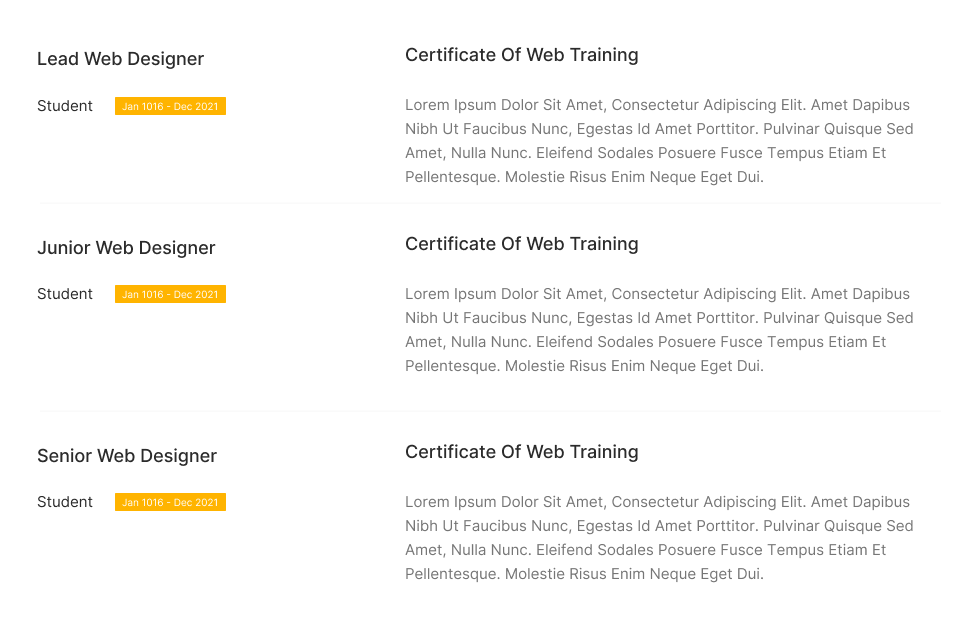 Lead Web Designer
Student
Jan 1016 - Dec 2021
Certificate Of Web Training
Lorem Ipsum Dolor Sit Amet, Consectetur Adipiscing Elit. Amet Dapibus
Nibh Ut Faucibus Nunc, Egestas Id Amet Porttitor. Pulvinar Quisque Sed
Amet, Nulla Nunc. Eleifend Sodales Posuere Fusce Tempus Etiam Et
Pellentesque. Molestie Risus Enim Neque Eget Dui.
Junior Web Designer
Student
Jan 1016 - Dec 2021
Certificate Of Web Training
Lorem Ipsum Dolor Sit Amet, Consectetur Adipiscing Elit. Amet Dapibus
Nibh Ut Faucibus Nunc, Egestas Id Amet Porttitor. Pulvinar Quisque Sed
Amet, Nulla Nunc. Eleifend Sodales Posuere Fusce Tempus Etiam Et
Pellentesque. Molestie Risus Enim Neque Eget Dui.
Senior Web Designer
Student
Jan 1016 - Dec 2021
Certificate Of Web Training
Lorem Ipsum Dolor Sit Amet, Consectetur Adipiscing Elit. Amet Dapibus
Nibh Ut Faucibus Nunc, Egestas Id Amet Porttitor. Pulvinar Quisque Sed
Amet, Nulla Nunc. Eleifend Sodales Posuere Fusce Tempus Etiam Et
Pellentesque. Molestie Risus Enim Neque Eget Dui.